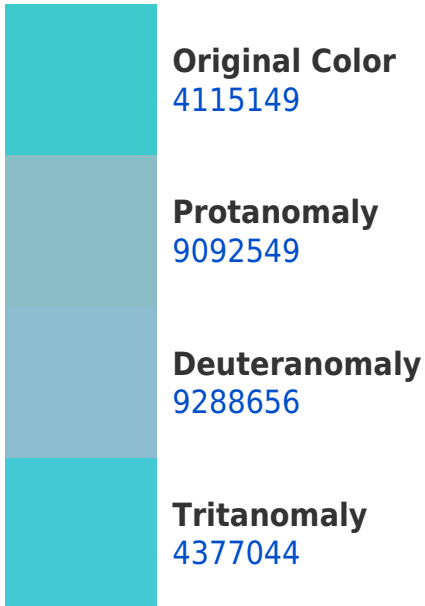 Original Color
4115149
Protanomaly
9092549
Deuteranomaly
9288656
Tritanomaly
4377044